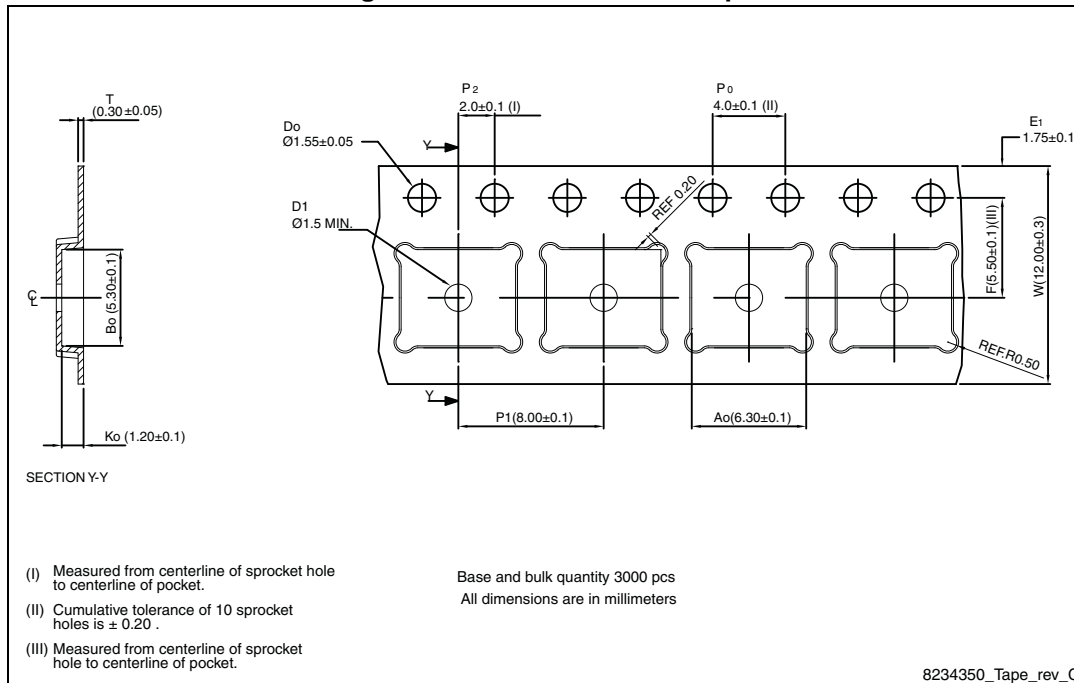 T
(0.30 ±0.05)
P2
2.0±0.1 (I)
P0
4.0±0.1 (II)
Do
Ø1.55±0.05
Y
E1
1.75±0.1
D1
Ø1.5 MIN.
REF 0.20
F(5.50±0.1)(III)
W(12.00±0.3)
Bo (5.30±0.1)
CL
REF.R0.50
Y
P1(8.00±0.1)
Ao(6.30±0.1)
Ko (1.20±0.1)
SECTION Y-Y
(I) Measured from centerline of sprocket hole
to centerline of pocket.
(II) Cumulative tolerance of 10 sprocket
holes is ± 0.20 .
(III) Measured from centerline of sprocket
hole to centerline of pocket.
Base and bulk quantity 3000 pcs
All dimensions are in millimeters
8234350_Tape_rev_C